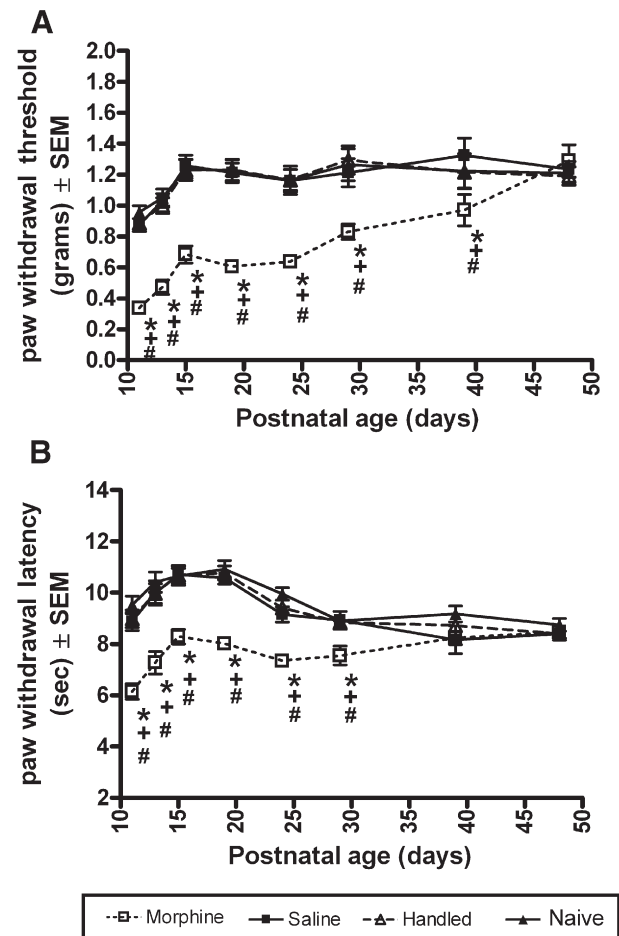 A
paw withdrawal threshold
(grams) ± SEM
2.0
1.8
1.6
1.4
1.2
1.0
0.8
0.6
0.4
0.2
0.0
* + #
* + #
* + #
* + #
* + #
* + #
* + #
10 15 20 25 30 35 40 45 50
Postnatal age (days)
B
paw withdrawal latency
(sec) ± SEM
14
12
10
8
6
4
2
* + #
* + #
* + #
* + #
* + #
* + #
10 15 20 25 30 35 40 45 50
Postnatal age (days)
Morphine Saline Handled Naive